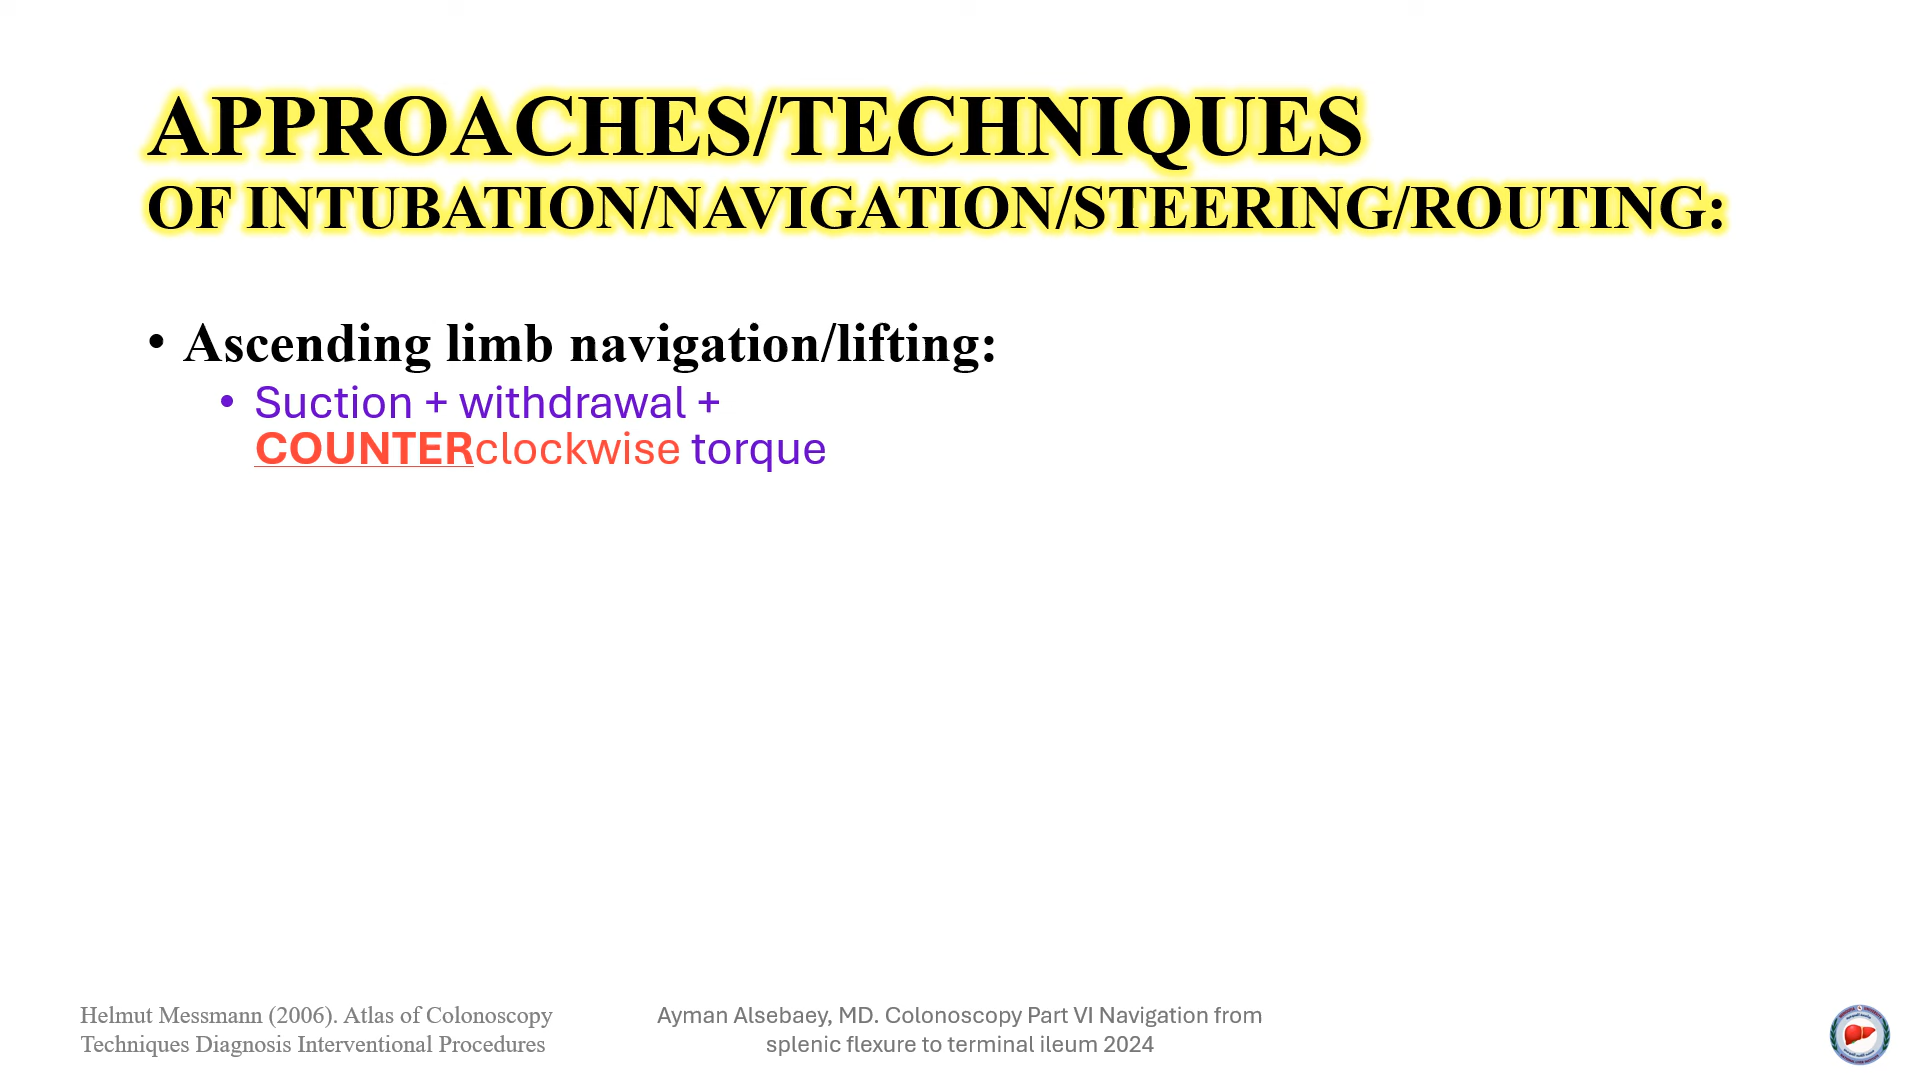 APPROACHES/TECHNIQUES
OF INTUBATION/NAVIGATION/STEERING/ROUTING:
• Ascending limb navigation/lifting:
• Suction + withdrawal +
COUNTERclockwise torque
Helmut Messmann (2006). Atlas of Colonoscopy
Techniques Diagnosis Interventional Procedures
Ayman Alsebaey, MD. Colonoscopy Part VI Navigation from
splenic flexure to terminal ileum 2024